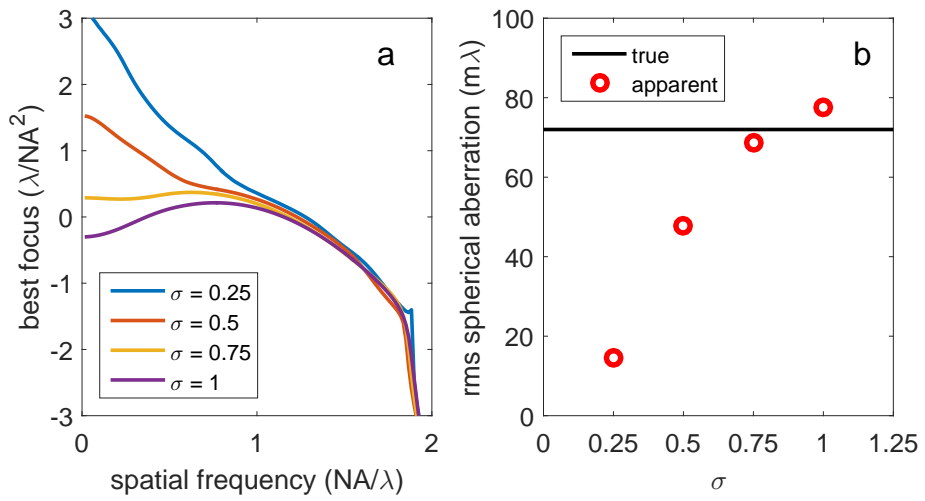 a
3
2
1
0
-1
-2
-3
best focus (λ/NA²)
σ = 0.25
σ = 0.5
σ = 0.75
σ = 1
0 1 2
spatial frequency (NA/λ)
b
100
80
60
40
20
0
rms spherical aberration (mλ)
true
apparent
0 0.25 0.5 0.75 1 1.25
σ